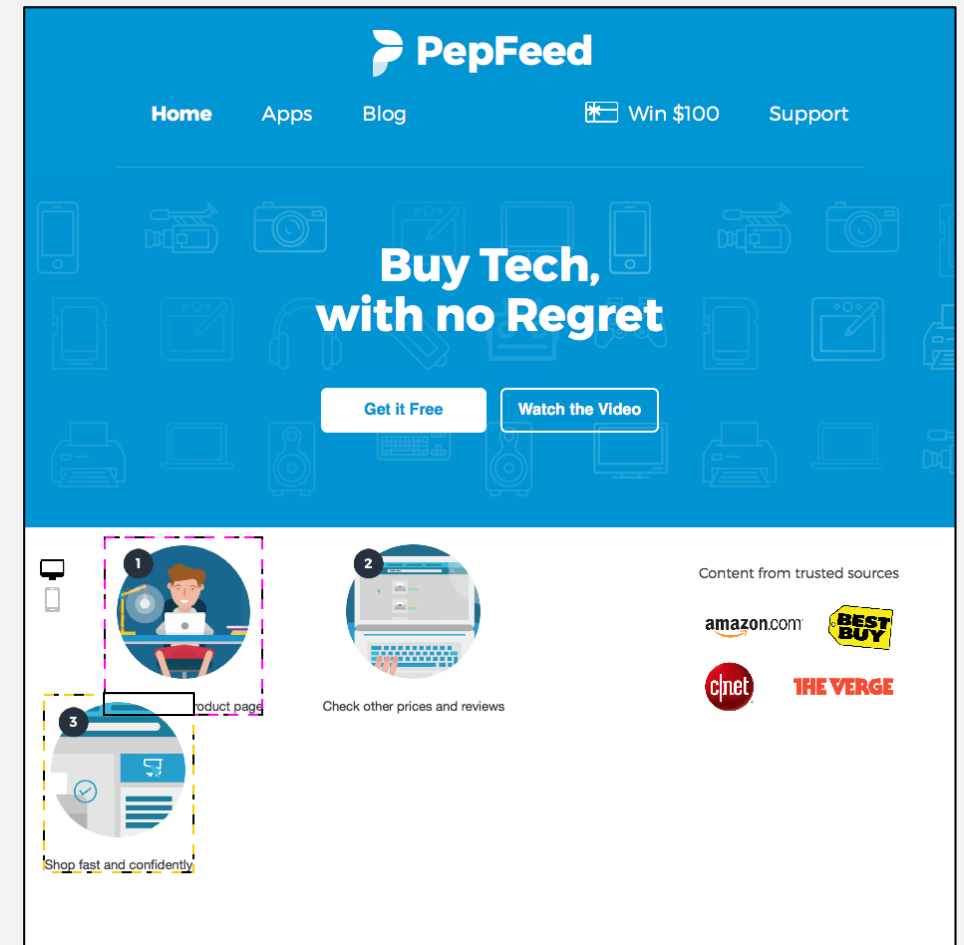 PepFeed
Home Apps Blog Win $100 Support
Buy Tech,
with no Regret
Get it Free Watch the Video
1
2
Content from trusted sources
amazon.com
BEST
BUY
c|net
THE VERGE
roduct page
Check other prices and reviews
3
Shop fast and confidently